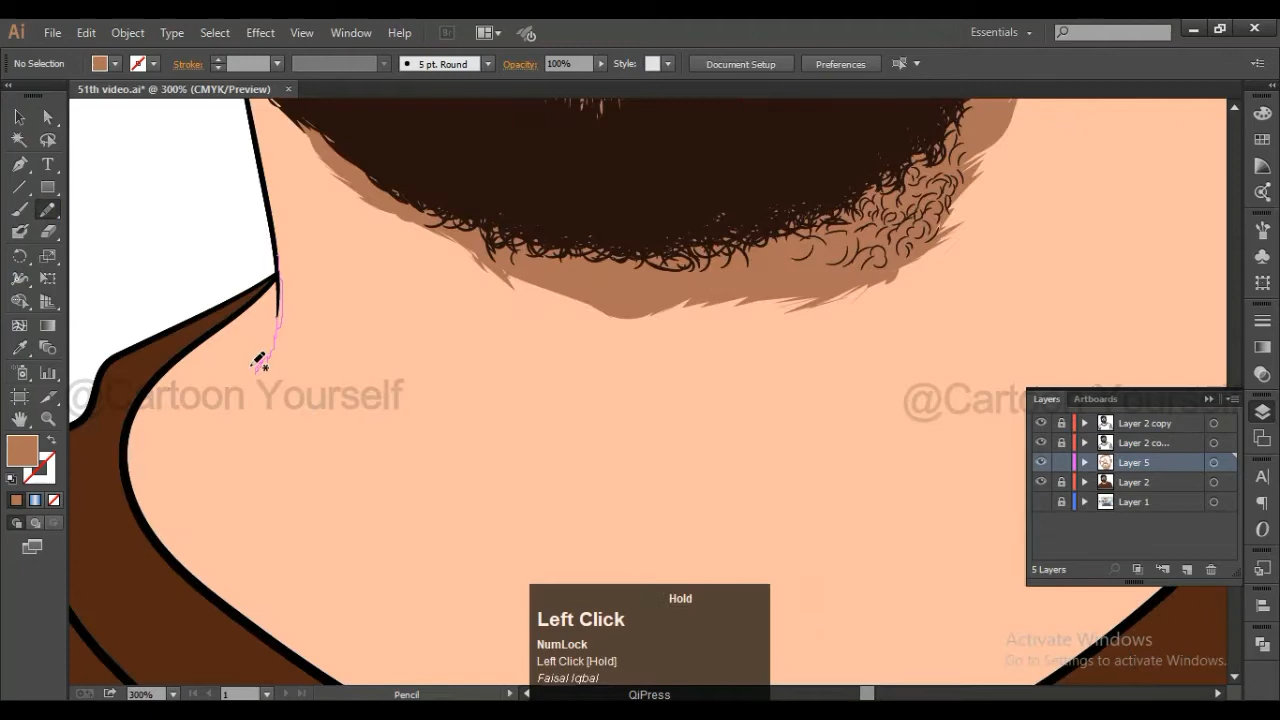 Ai File Edit Object Type Select Effect View Window Help Br Essentials
No Selection Stroke: 5 pt. Round Opacity: 100% Style: Document Setup Preferences
51th video.ai* @ 300% (CMYK/Preview)
@Cartoon Yourself
Layers Artboards
Layer 2 copy
Layer 2 co...
Layer 5
Layer 2
Layer 1
5 Layers
Hold
Left Click
NumLock
Left Click [Hold]
Faisal Iqbal
QiPress
Activate Windows
Go to Settings to activate Windows.
300% 1 Pencil